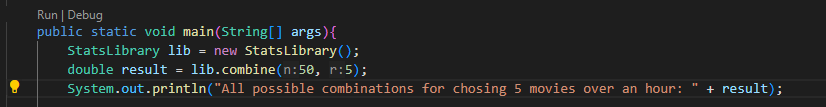 Run | Debug
public static void main(String[] args){
StatsLibrary lib = new StatsLibrary();
double result = lib.combine(n:50, r:5);
System.out.println("All possible combinations for chosing 5 movies over an hour: " + result);